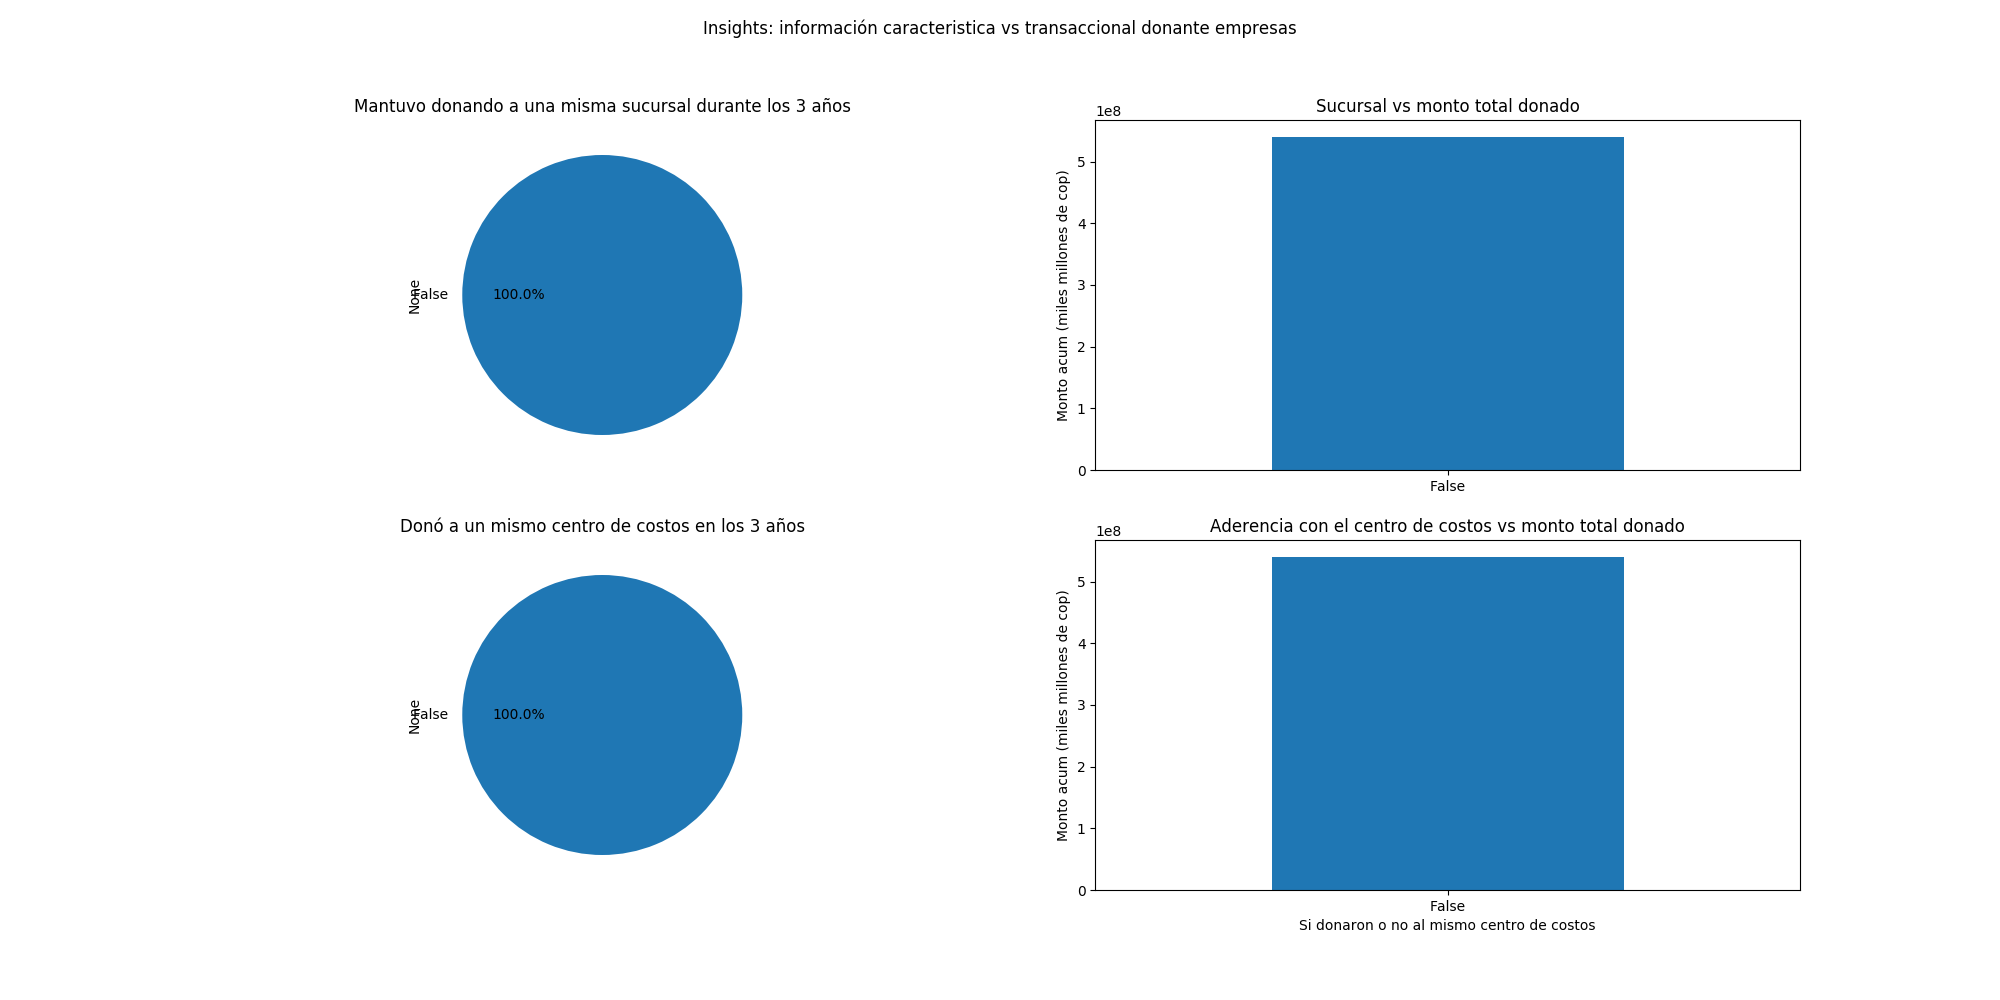 Insights: información caracteristica vs transaccional donante empresas
Mantuvo donando a una misma sucursal durante los 3 años
None
False
100.0%
Sucursal vs monto total donado
1e8
Monto acum (miles millones de cop)
5
4
3
2
1
0
False
Donó a un mismo centro de costos en los 3 años
None
False
100.0%
Aderencia con el centro de costos vs monto total donado
1e8
Monto acum (miles millones de cop)
5
4
3
2
1
0
False
Si donaron o no al mismo centro de costos